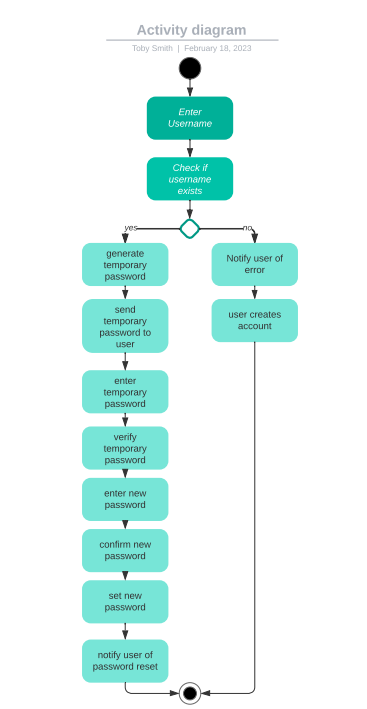 Activity diagram
Toby Smith | February 18, 2023
Enter
Username
Check if
username
exists
yes
no
generate
temporary
password
Notify user of
error
send
temporary
password to
user
user creates
account
enter
temporary
password
verify
temporary
password
enter new
password
confirm new
password
set new
password
notify user of
password reset